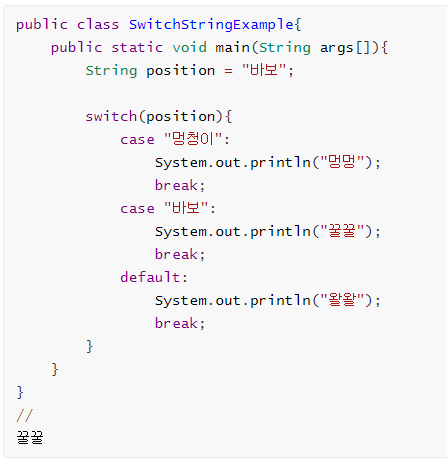 public class SwitchStringExample{
public static void main(String args[]){
String position = "바보";
switch(position){
case "멍청이":
System.out.println("멍멍");
break;
case "바보":
System.out.println("꿀꿀");
break;
default:
System.out.println("왈왈");
break;
}
}
}
//
꿀꿀